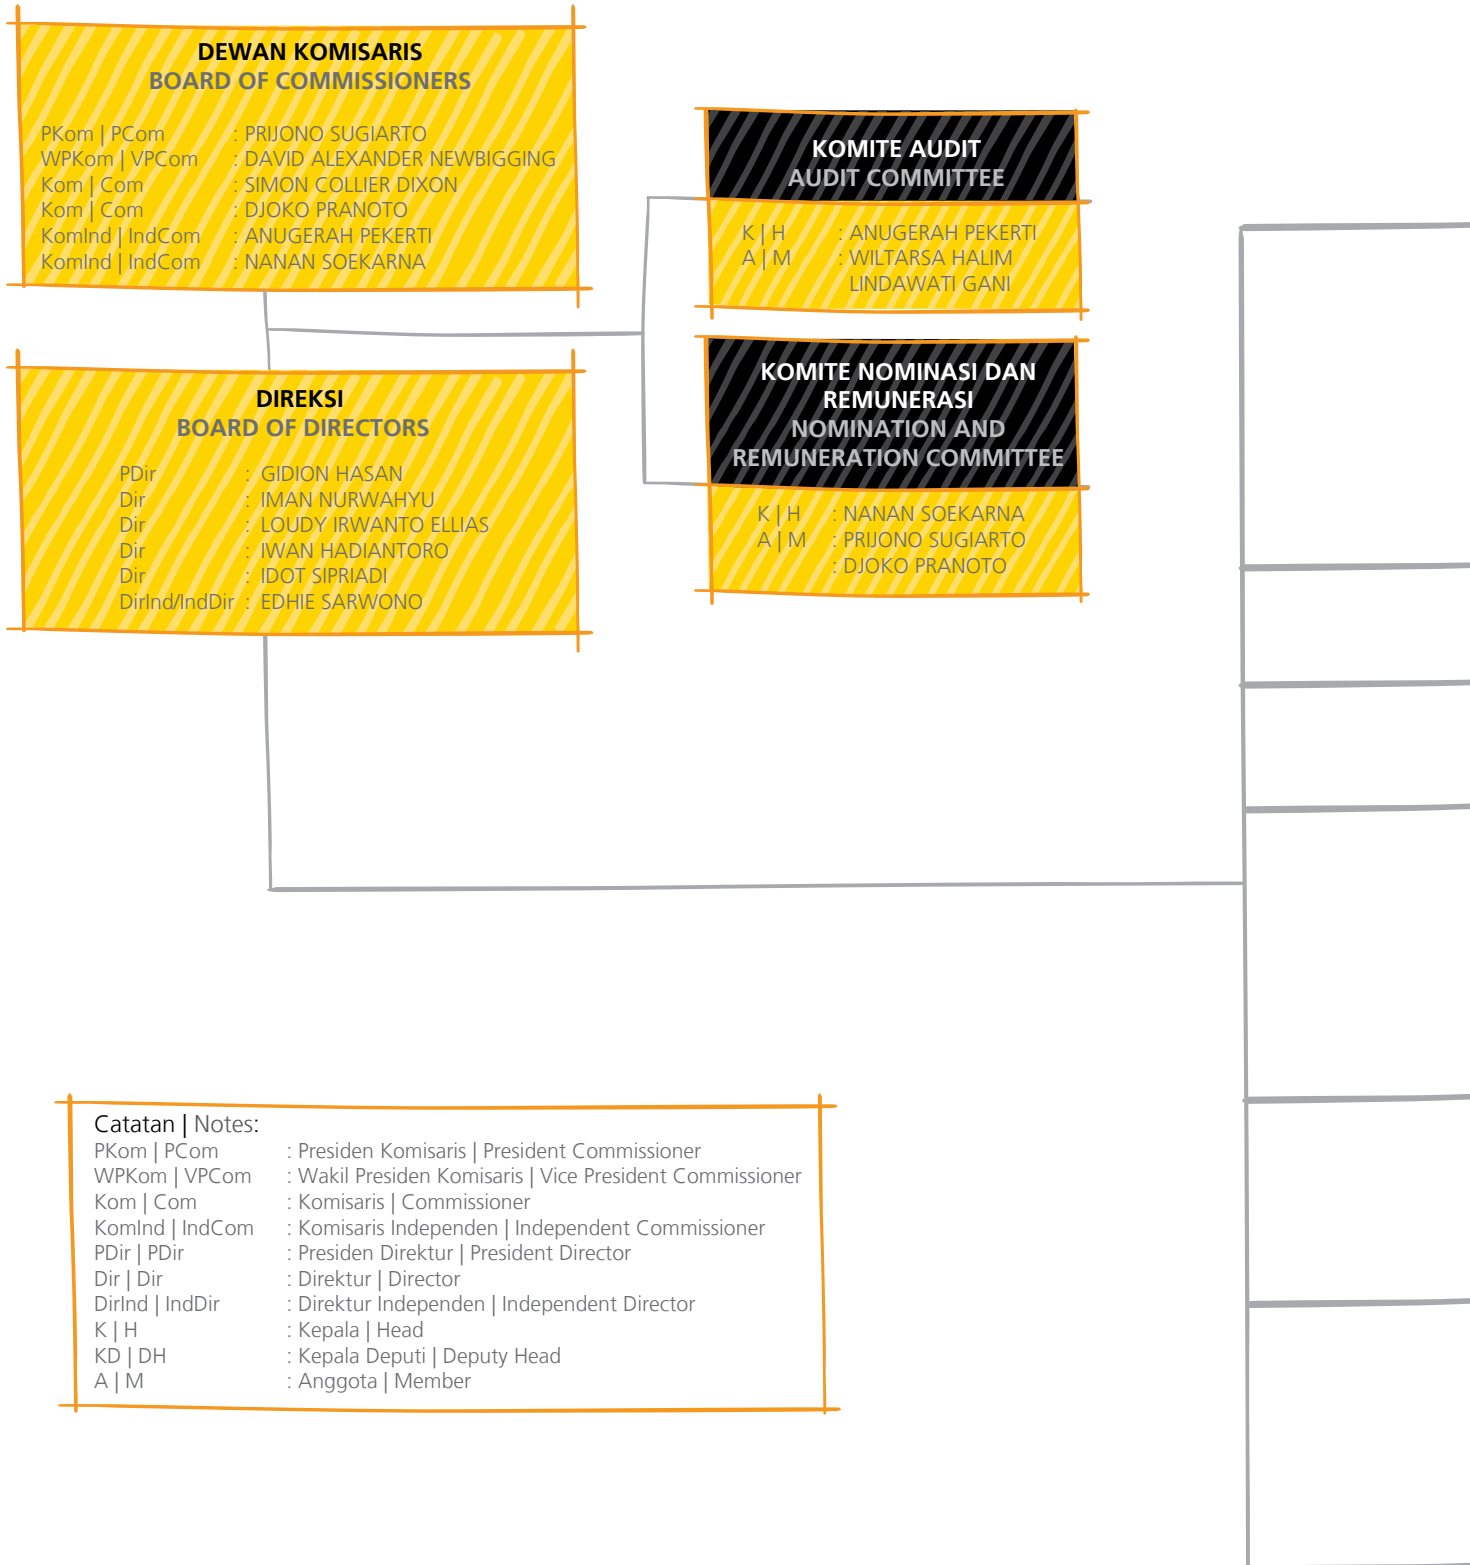 DEWAN KOMISARIS
BOARD OF COMMISSIONERS
PKom | PCom : PRIJONO SUGIARTO
WPKom | VPCom : DAVID ALEXANDER NEWBIGGING
Kom | Com : SIMON COLLIER DIXON
Kom | Com : DJOKO PRANOTO
KomInd | IndCom : ANUGERAH PEKERTI
KomInd | IndCom : NANAN SOEKARNA
KOMITE AUDIT
AUDIT COMMITTEE
K | H : ANUGERAH PEKERTI
A | M : WILTARSA HALIM
LINDAWATI GANI
DIREKSI
BOARD OF DIRECTORS
PDir : GIDION HASAN
Dir : IMAN NURWAHYU
Dir : LOUDY IRWANTO ELLIAS
Dir : IWAN HADIANTORO
Dir : IDOT SIPRIADI
DirInd/IndDir : EDHIE SARWONO
KOMITE NOMINASI DAN
REMUNERASI
NOMINATION AND
REMUNERATION COMMITTEE
K | H : NANAN SOEKARNA
A | M : PRIJONO SUGIARTO
: DJOKO PRANOTO
Catatan | Notes:
PKom | PCom : Presiden Komisaris | President Commissioner
WPKom | VPCom : Wakil Presiden Komisaris | Vice President Commissioner
Kom | Com : Komisaris | Commissioner
KomInd | IndCom : Komisaris Independen | Independent Commissioner
PDir | PDir : Presiden Direktur | President Director
Dir | Dir : Direktur | Director
DirInd | IndDir : Direktur Independen | Independent Director
K | H : Kepala | Head
KD | DH : Kepala Deputi | Deputy Head
A | M : Anggota | Member